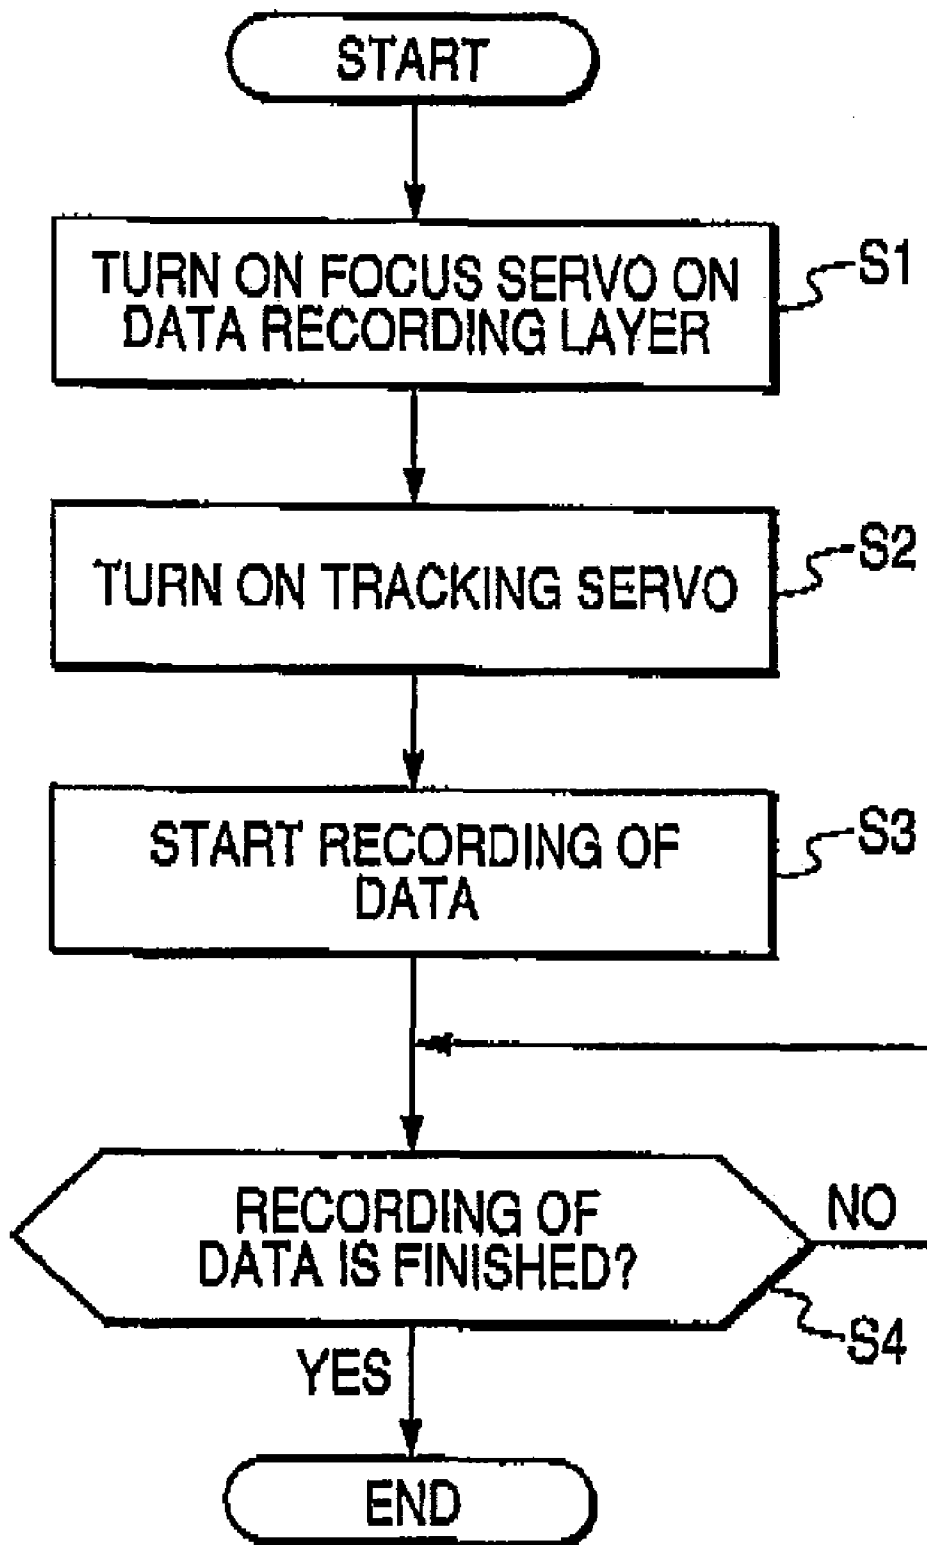 START
TURN ON FOCUS SERVO ON
DATA RECORDING LAYER
S1
TURN ON TRACKING SERVO
S2
START RECORDING OF
DATA
S3
RECORDING OF
DATA IS FINISHED?
NO
S4
YES
END